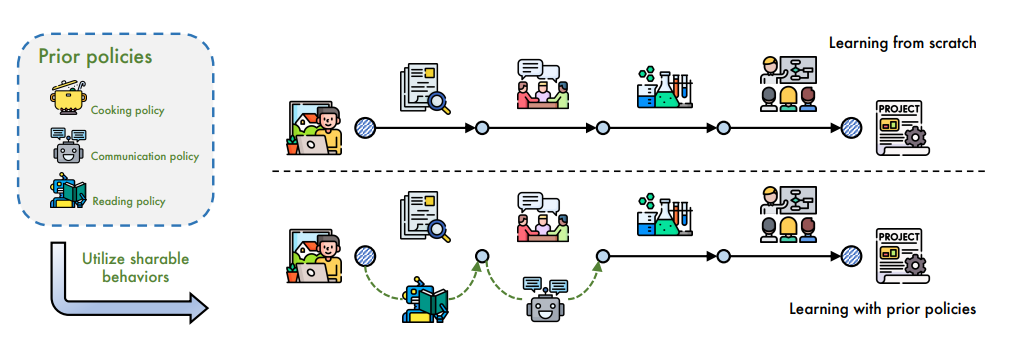 Prior policies
Cooking policy
Communication policy
Reading policy
Utilize sharable
behaviors
Learning from scratch
PROJECT
PROJECT
Learning with prior policies